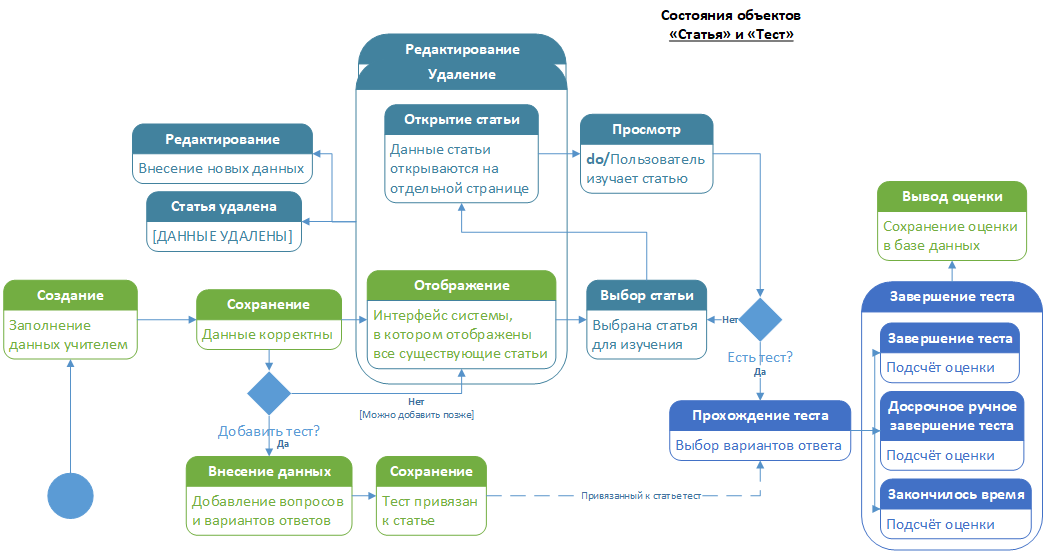 Состояния объектов
«Статья» и «Тест»
Редактирование
Удаление
Открытие статьи
Данные статьи
открываются на
отдельной странице
Просмотр
do/Пользователь
изучает статью
Редактирование
Внесение новых данных
Статья удалена
[ДАННЫЕ УДАЛЕНЫ]
Вывод оценки
Сохранение оценки
в базе данных
Создание
Заполнение
данных учителем
Сохранение
Данные корректны
Отображение
Интерфейс системы,
в котором отображены
все существующие статьи
Выбор статьи
Выбрана статья
для изучения
Нет
Есть тест?
Да
Завершение теста
Завершение теста
Подсчёт оценки
Досрочное ручное
завершение теста
Подсчёт оценки
Закончилось время
Подсчёт оценки
Прохождение теста
Выбор вариантов ответа
Нет
[Можно добавить позже]
Добавить тест?
Да
Внесение данных
Добавление вопросов
и вариантов ответов
Сохранение
Тест привязан
к статье
Привязанный к статье тест